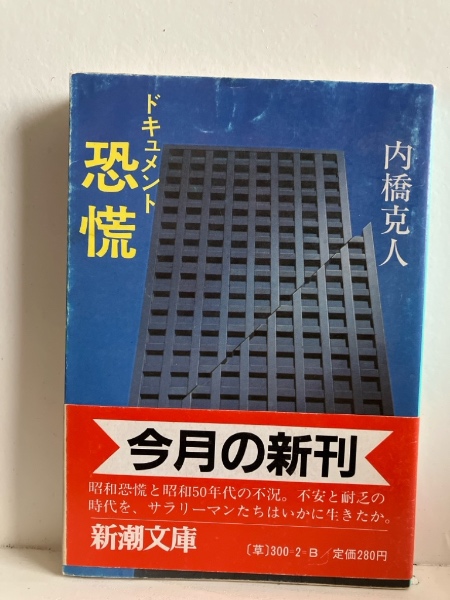 ドキュメント
恐慌
内橋克人
今月の新刊
昭和恐慌と昭和50年代の不況。不安と耐乏の
時代を、サラリーマンたちはいかに生きたか。
新潮文庫
〔草〕300=2=B／定価280円